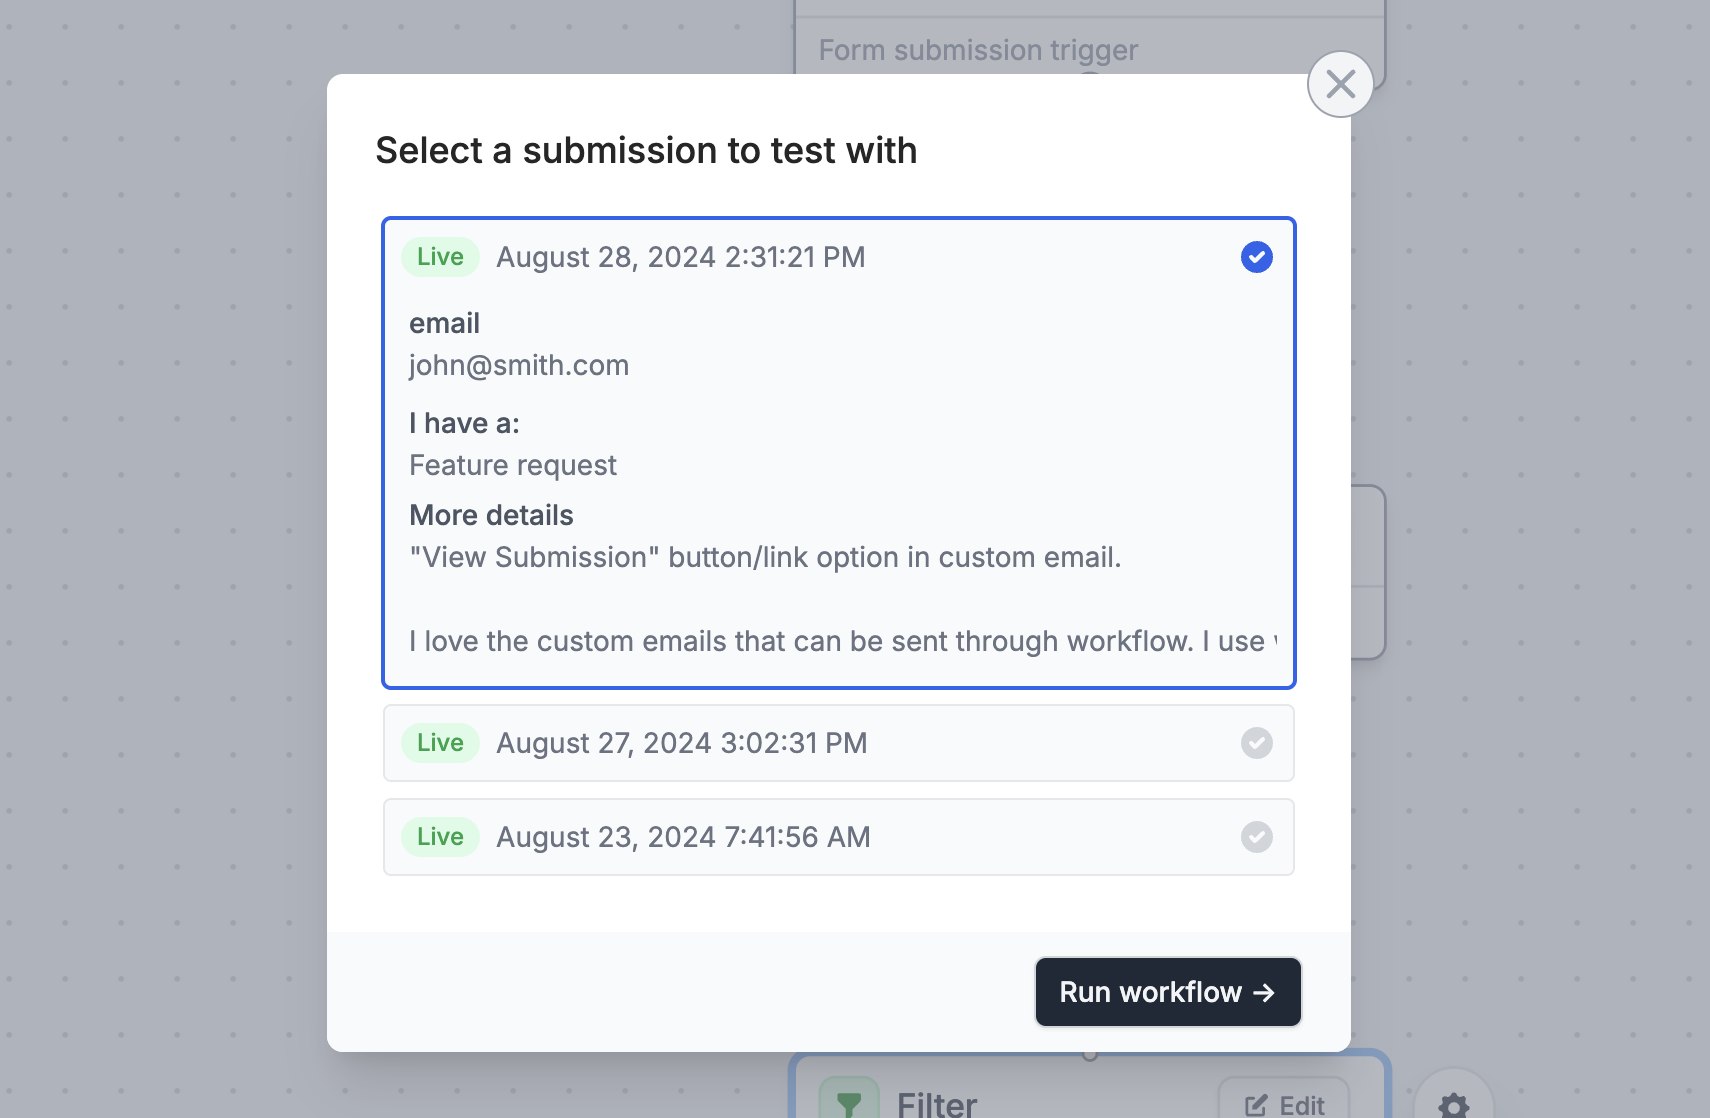 Form submission trigger
Select a submission to test with
Live August 28, 2024 2:31:21 PM
email
john@smith.com
I have a:
Feature request
More details
"View Submission" button/link option in custom email.
I love the custom emails that can be sent through workflow. I use
Live August 27, 2024 3:02:31 PM
Live August 23, 2024 7:41:56 AM
Run workflow →
Filter
Edit